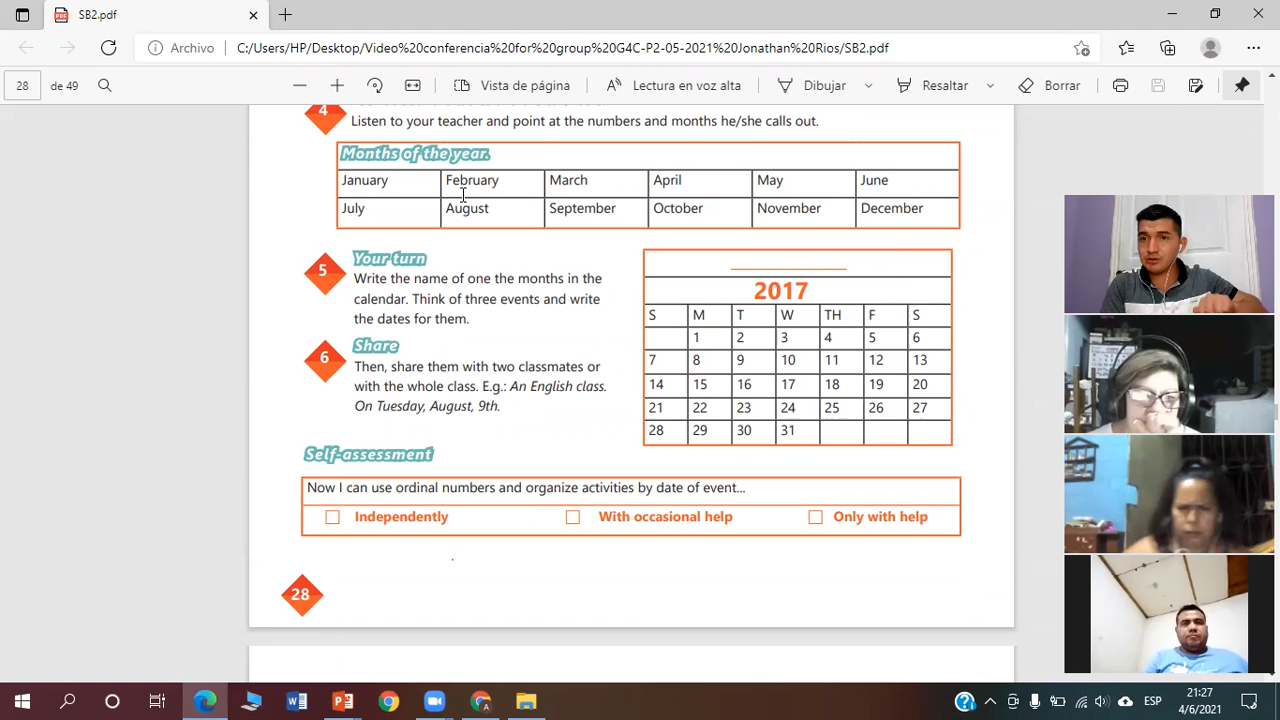 SB2.pdf
Archivo
C:/Users/HP/Desktop/Video%20conferencia%20for%20group%20G4C-P2-05-2021%20Jonathan%20Rios/SB2.pdf
28 de 49
Vista de página
Lectura en voz alta
Dibujar
Resaltar
Borrar
4
Listen to your teacher and point at the numbers and months he/she calls out.
Months of the year.
January February March April May June
July August September October November December
5 Your turn
Write the name of one the months in the
calendar. Think of three events and write
the dates for them.
6 Share
Then, share them with two classmates or
with the whole class. E.g.: An English class.
On Tuesday, August, 9th.
2017
S M T W TH F S
1 2 3 4 5 6
7 8 9 10 11 12 13
14 15 16 17 18 19 20
21 22 23 24 25 26 27
28 29 30 31
Self-assessment
Now I can use ordinal numbers and organize activities by date of event...
Independently
With occasional help
Only with help
28
ESP
21:27
4/6/2021